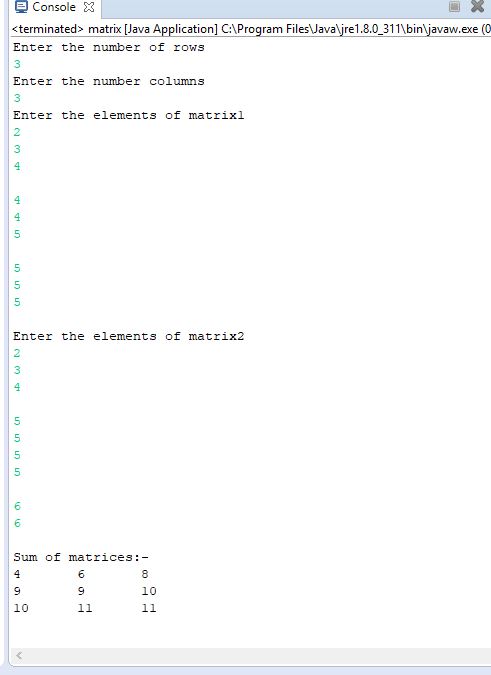 Console
<terminated> matrix [Java Application] C:\Program Files\Java\jre1.8.0_311\bin\javaw.exe (0
Enter the number of rows
3
Enter the number columns
3
Enter the elements of matrix1
2
3
4
4
4
5
5
5
5
Enter the elements of matrix2
2
3
4
5
5
5
5
6
6
Sum of matrices:-
4 6 8
9 9 10
10 11 11